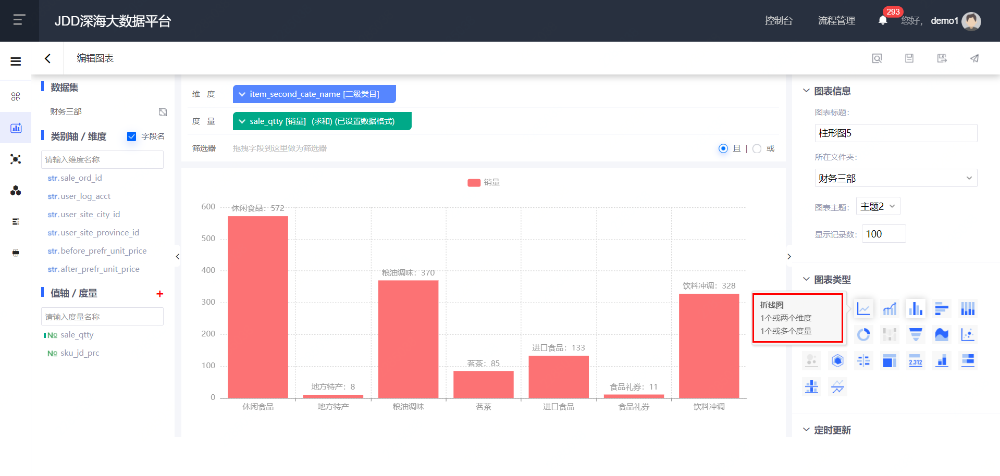 JDD深海大数据平台
控制台
流程管理
293
您好,
demo1
编辑图表
数据集
财务三部
类别轴 / 维度
字段名
请输入维度名称
str. sale_ord_id
str. user_log_acct
str. user_site_city_id
str. user_site_province_id
str. before_prefr_unit_price
str. after_prefr_unit_price
值轴 / 度量
+
请输入度量名称
№ sale_qtty
№ sku_jd_prc
维 度
item_second_cate_name [二级类目]
度 量
sale_qtty [销量] (求和) (已设置数据格式)
筛选器
拖拽字段到这里做为筛选器
且 | 或
销量
600
500
400
300
200
100
0
休闲食品: 572
地方特产: 8
粮油调味: 370
茗茶: 85
进口食品: 133
食品礼券: 11
饮料冲调: 328
休闲食品
地方特产
粮油调味
茗茶
进口食品
食品礼券
饮料冲调
图表信息
图表标题:
柱形图5
所在文件夹:
财务三部
图表主题:
主题2
显示记录数:
100
图表类型
折线图
1个或两个维度
1个或多个度量
2,312
定时更新